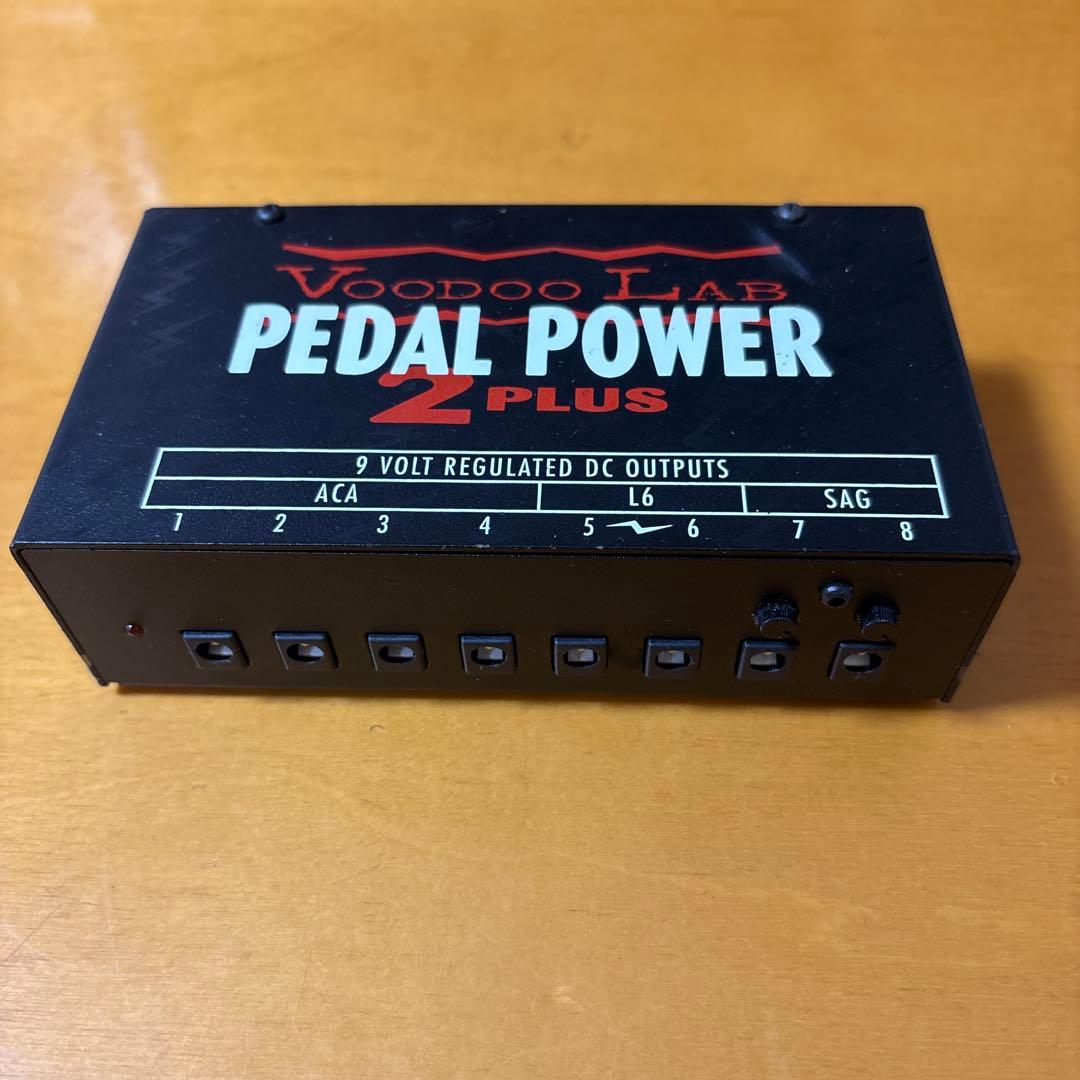 VOODOO LAB
PEDAL POWER
2 PLUS
9 VOLT REGULATED DC OUTPUTS
ACA L6 SAG
1 2 3 4 5 6 7 8